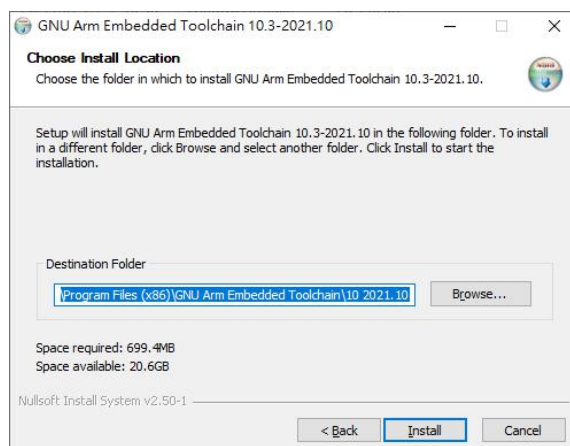 GNU Arm Embedded Toolchain 10.3-2021.10
Choose Install Location
Choose the folder in which to install GNU Arm Embedded Toolchain 10.3-2021.10.
Setup will install GNU Arm Embedded Toolchain 10.3-2021.10 in the following folder. To install
in a different folder, click Browse and select another folder. Click Install to start the
installation.
Destination Folder
\Program Files (x86)\GNU Arm Embedded Toolchain\10 2021.10
Browse...
Space required: 699.4MB
Space available: 20.6GB
Nullsoft Install System v2.50-1
< Back Install Cancel